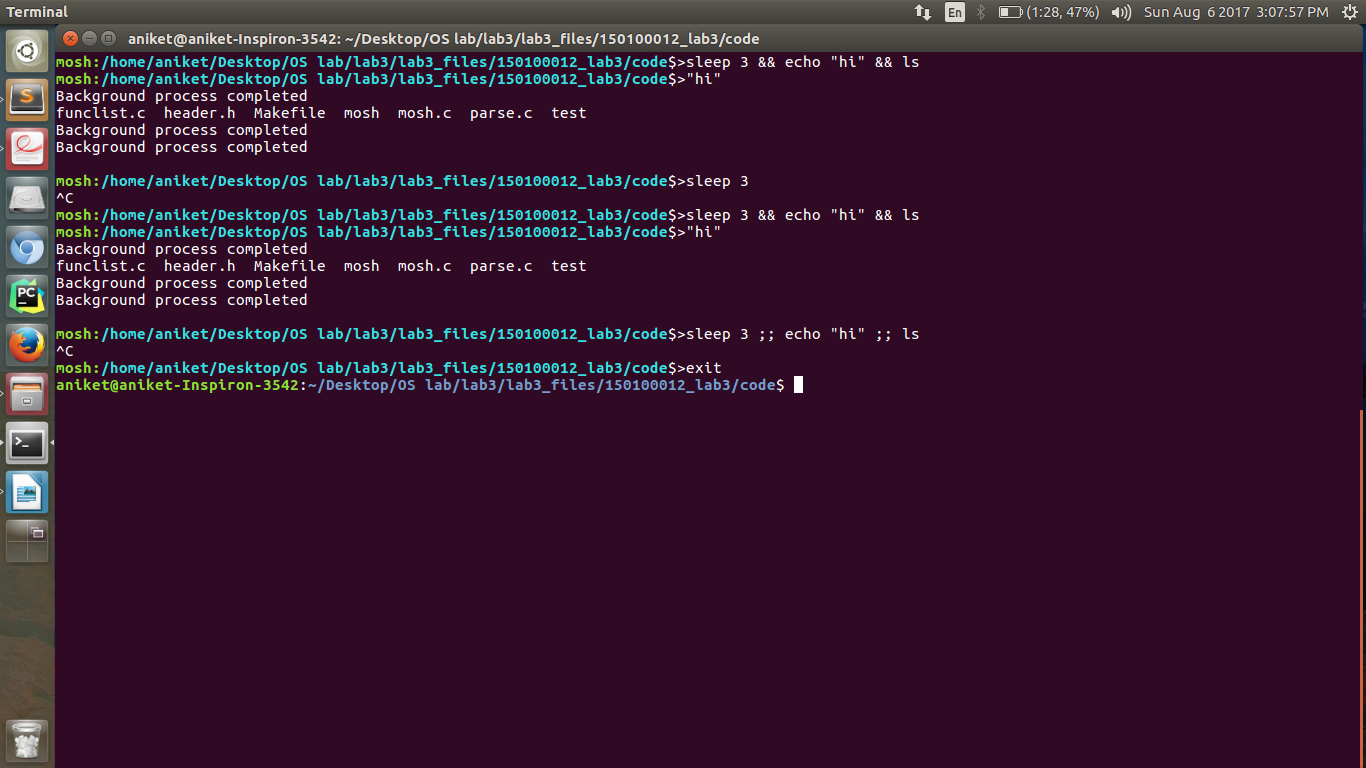 Terminal
En
(1:28, 47%)
Sun Aug 6 2017 3:07:57 PM
aniket@aniket-Inspiron-3542: ~/Desktop/OS lab/lab3/lab3_files/150100012_lab3/code
mosh:/home/aniket/Desktop/OS lab/lab3/lab3_files/150100012_lab3/code$>sleep 3 && echo "hi" && ls
mosh:/home/aniket/Desktop/OS lab/lab3/lab3_files/150100012_lab3/code$>"hi"
Background process completed
funclist.c  header.h  Makefile  mosh  mosh.c  parse.c  test
Background process completed
Background process completed
mosh:/home/aniket/Desktop/OS lab/lab3/lab3_files/150100012_lab3/code$>sleep 3
^C
mosh:/home/aniket/Desktop/OS lab/lab3/lab3_files/150100012_lab3/code$>sleep 3 && echo "hi" && ls
mosh:/home/aniket/Desktop/OS lab/lab3/lab3_files/150100012_lab3/code$>"hi"
Background process completed
funclist.c  header.h  Makefile  mosh  mosh.c  parse.c  test
Background process completed
Background process completed
mosh:/home/aniket/Desktop/OS lab/lab3/lab3_files/150100012_lab3/code$>sleep 3 ;; echo "hi" ;; ls
^C
mosh:/home/aniket/Desktop/OS lab/lab3/lab3_files/150100012_lab3/code$>exit
aniket@aniket-Inspiron-3542:~/Desktop/OS lab/lab3/lab3_files/150100012_lab3/code$
S
PC
>_